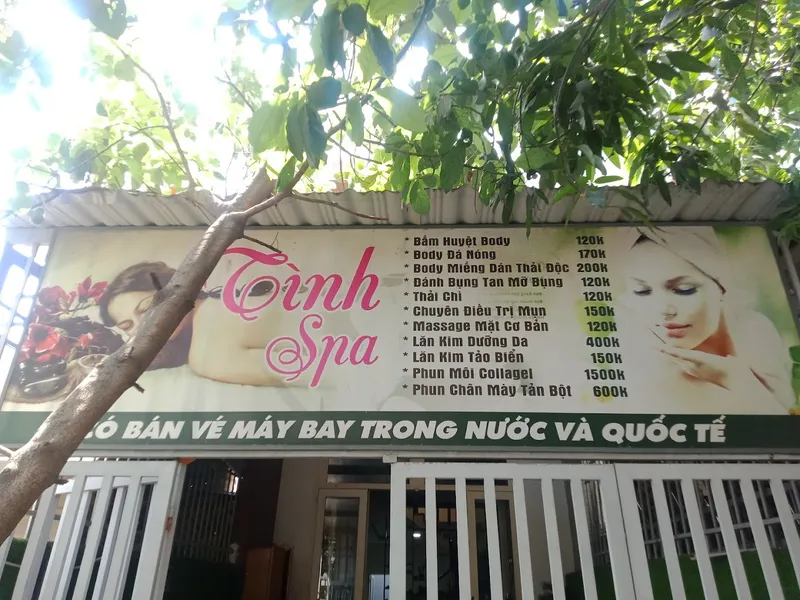 Tình
Spa
* Bấm Huyệt Body 120k
* Body Đá Nóng 170k
* Body Miếng Dán Thải Độc 200k
* Đánh Bụng Tan Mỡ Bụng 120k
* Thải Chì 120k
* Chuyên Điều Trị Mụn 150k
* Massage Mặt Cơ Bản 120k
* Lăn Kim Dưỡng Da 400k
* Lăn Kim Tảo Biển 150k
* Phun Môi Collagel 1500k
* Phun Chân Mày Tán Bột 600k
CÓ BÁN VÉ MÁY BAY TRONG NƯỚC VÀ QUỐC TẾ